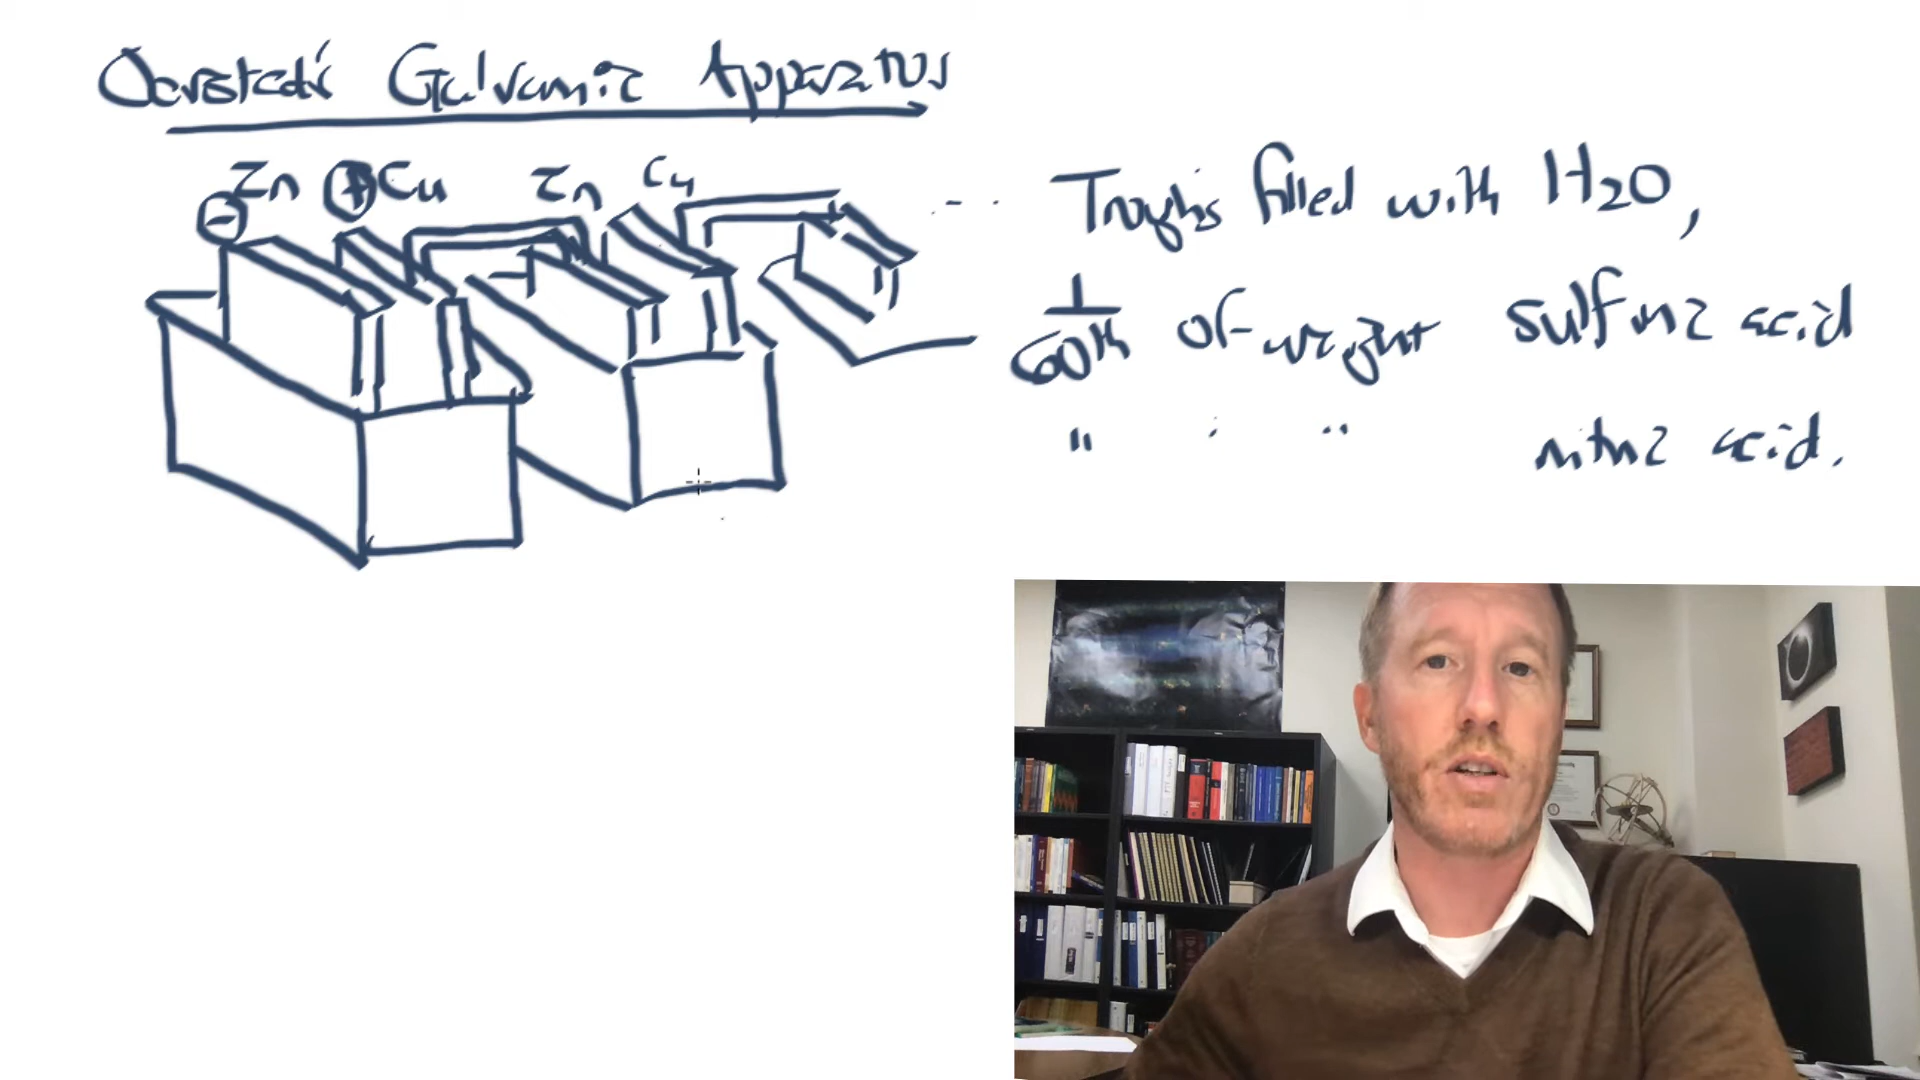 Oersted's Galvanic Apparatus
Zn + Cu Zn Cu
-
Troughs filled with H2O,
1/60th of weight sulfuric acid
" " " nitric acid.